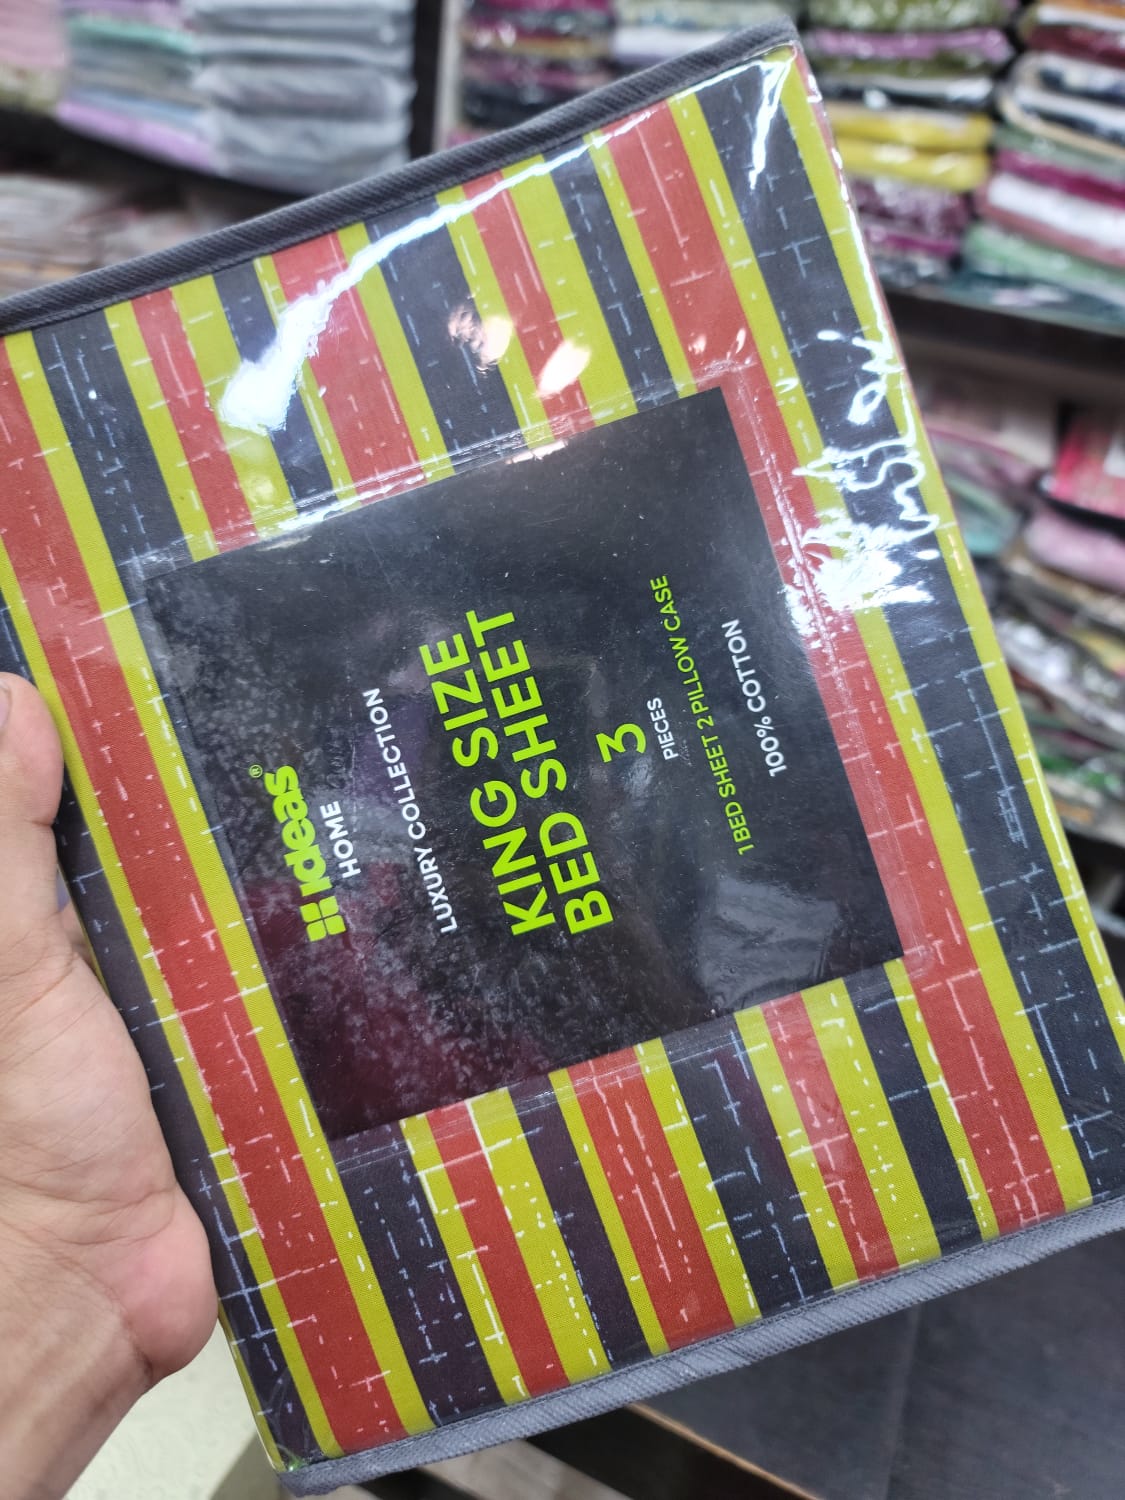 ideas®
HOME
LUXURY COLLECTION
KING SIZE
BED SHEET
3
PIECES
1 BED SHEET 2 PILLOW CASE
100% COTTON